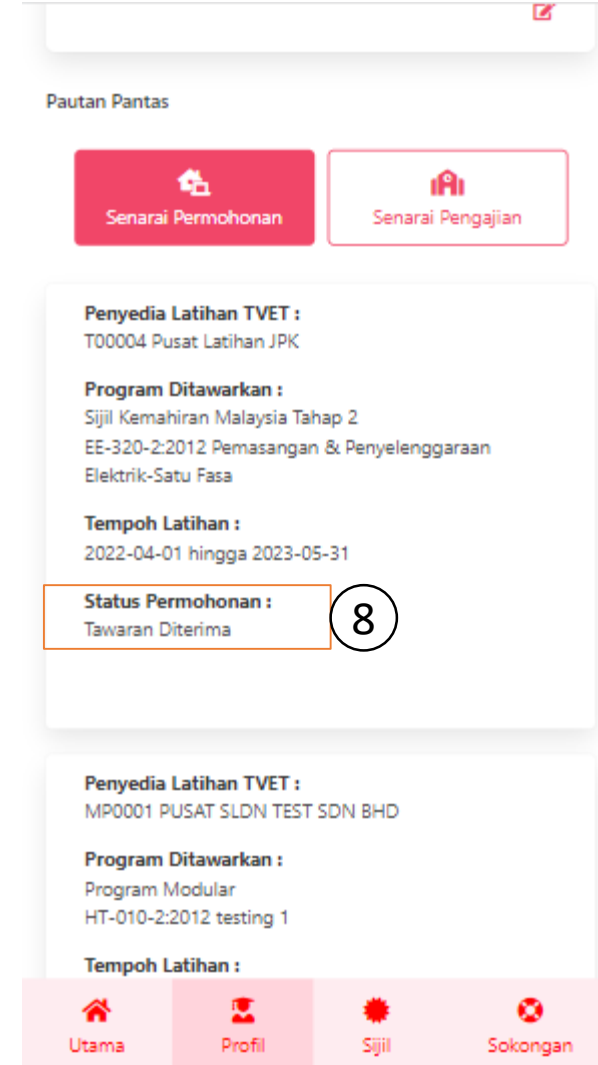 Pautan Pantas
Senarai Permohonan
Senarai Pengajian
Penyedia Latihan TVET :
T00004 Pusat Latihan JPK
Program Ditawarkan :
Sijil Kemahiran Malaysia Tahap 2
EE-320-2:2012 Pemasangan & Penyelenggaraan
Elektrik-Satu Fasa
Tempoh Latihan :
2022-04-01 hingga 2023-05-31
Status Permohonan :
Tawaran Diterima
8
Penyedia Latihan TVET :
MP0001 PUSAT SLDN TEST SDN BHD
Program Ditawarkan :
Program Modular
HT-010-2:2012 testing 1
Tempoh Latihan :
Utama
Profil
Sijil
Sokongan